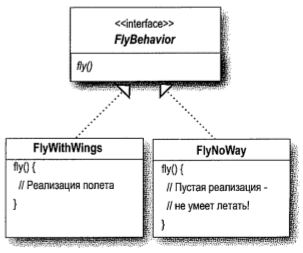 <<interface>>
FlyBehavior
fly()
FlyWithWings
fly() {
// Реализация полета
}
FlyNoWay
fly() {
// Пустая реализация -
// не умеет летать!
}